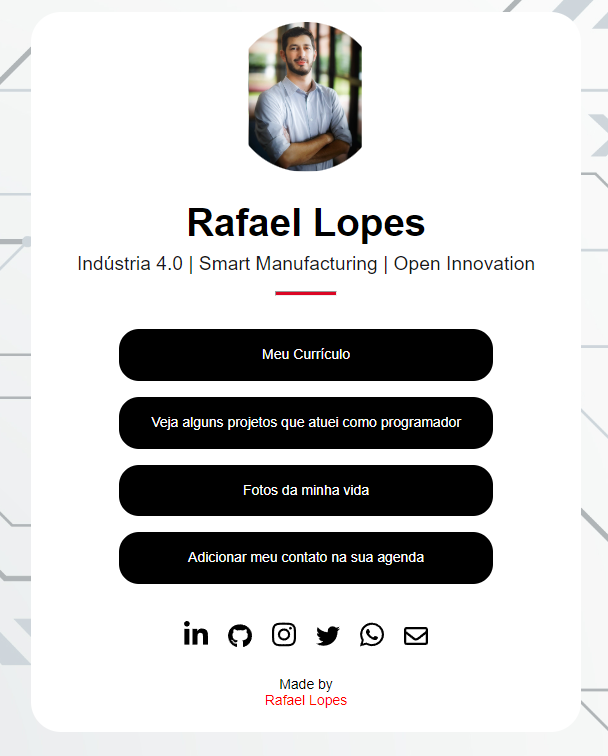 Rafael Lopes
Indústria 4.0 | Smart Manufacturing | Open Innovation
Meu Currículo
Veja alguns projetos que atuei como programador
Fotos da minha vida
Adicionar meu contato na sua agenda
Made by
Rafael Lopes